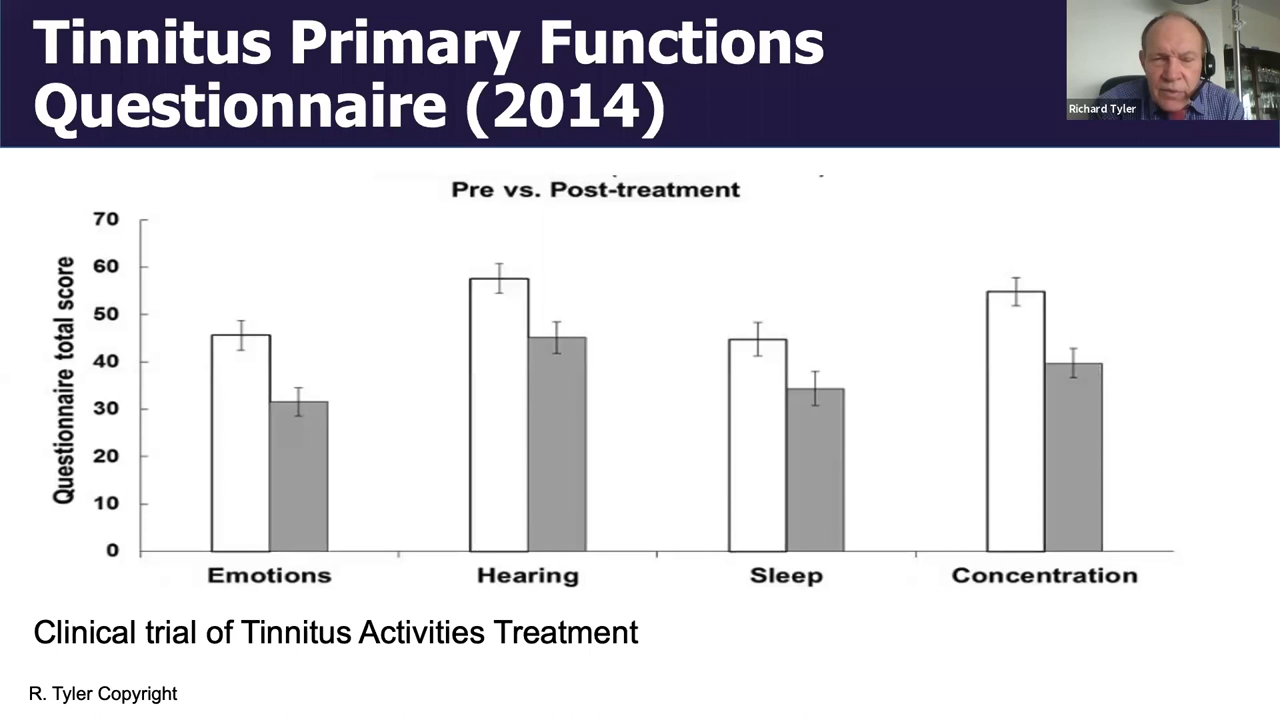 Tinnitus Primary Functions
Questionnaire (2014)
Richard Tyler
Pre vs. Post-treatment
Questionnaire total score
70
60
50
40
30
20
10
0
Emotions Hearing Sleep Concentration
Clinical trial of Tinnitus Activities Treatment
R. Tyler Copyright